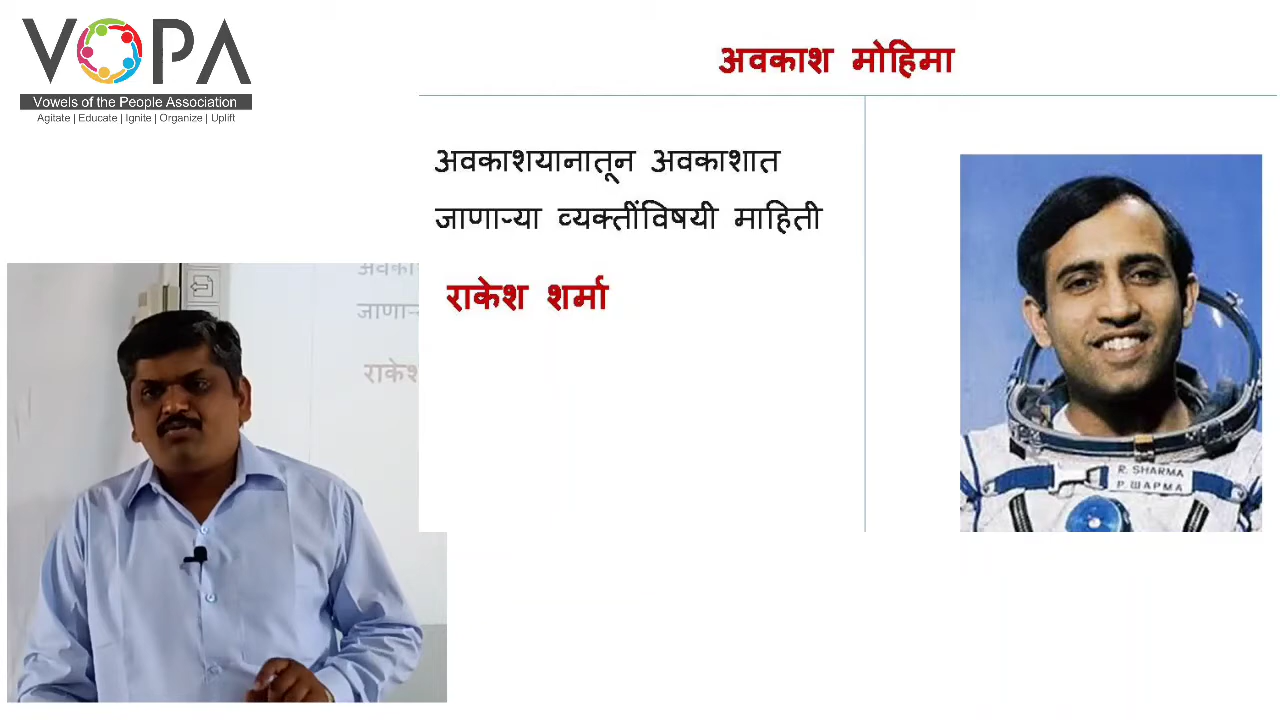 VOPA
Vowels of the People Association
Agitate | Educate | Ignite | Organize | Uplift
अवकाश मोहिमा
अवकाशयानातून अवकाशात
जाणाऱ्या व्यक्तींविषयी माहिती
राकेश शर्मा
अवका
जाणाऱ
राकेश
R. SHARMA
Р. ШАРМА